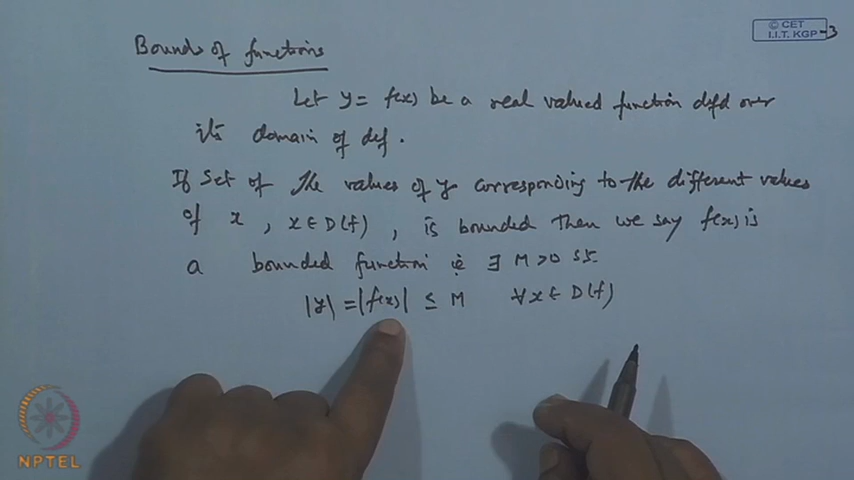 © CET
I.I.T. KGP
Bounds of functions
Let y = f(x) be a real valued function defd over
its domain of def.
If Set of the values of y corresponding to the different values
of x, x ∈ D(f), is bounded then we say f(x) is
a bounded function i.e ∃ M > 0 s.t.
|y| = |f(x)| ≤ M ∀ x ∈ D(f)
NPTEL